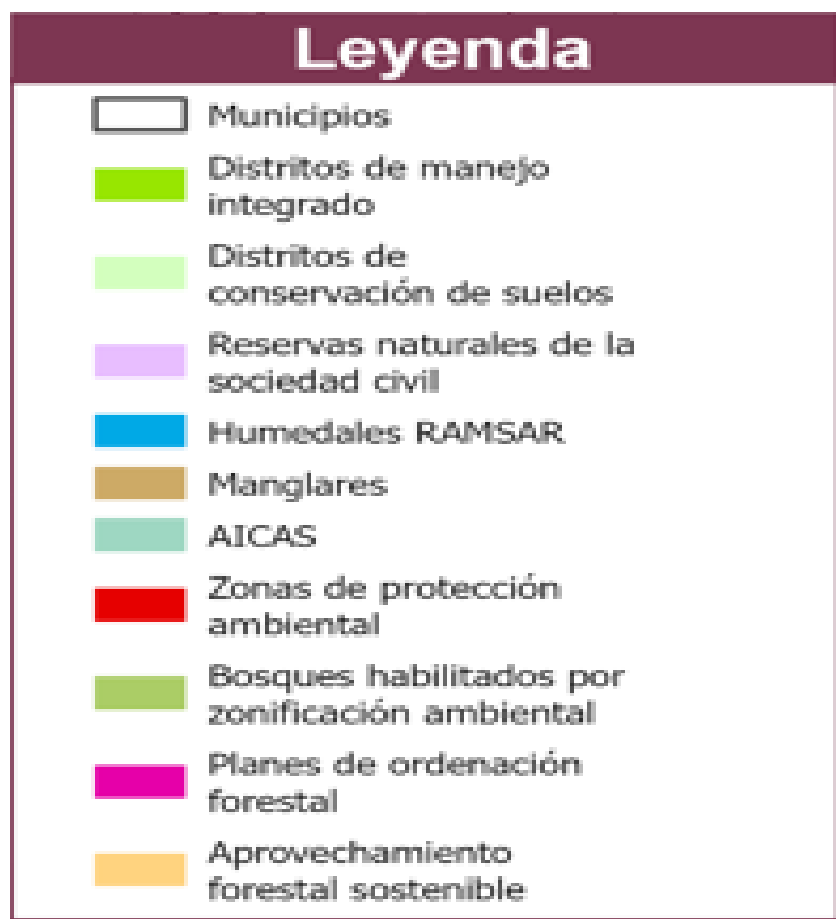 Leyenda
Municipios
Distritos de manejo
integrado
Distritos de
conservación de suelos
Reservas naturales de la
sociedad civil
Humedales RAMSAR
Manglares
AICAS
Zonas de protección
ambiental
Bosques habilitados por
zonificación ambiental
Planes de ordenación
forestal
Aprovechamiento
forestal sostenible